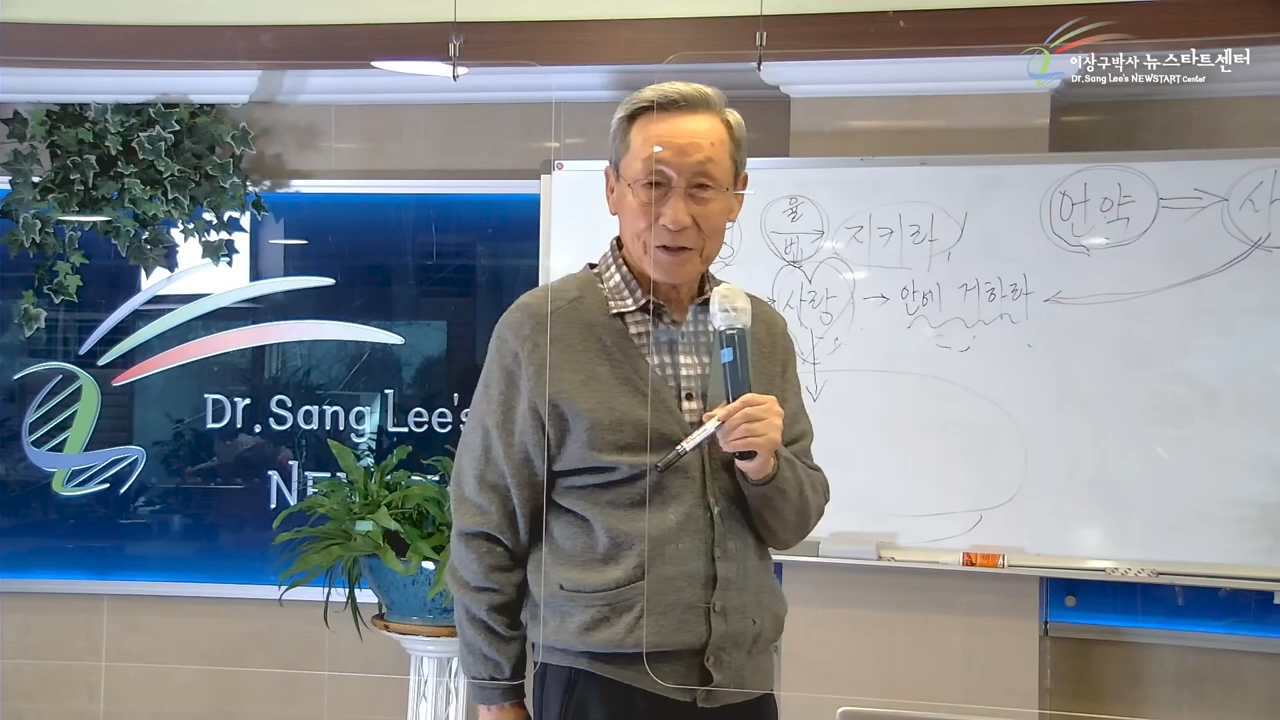 이상구박사 뉴스타트센터
Dr. Sang Lee's NEWSTART Center
율
법
지키라
언약
사
사랑 → 안에 거하라
Dr.Sang Lee's